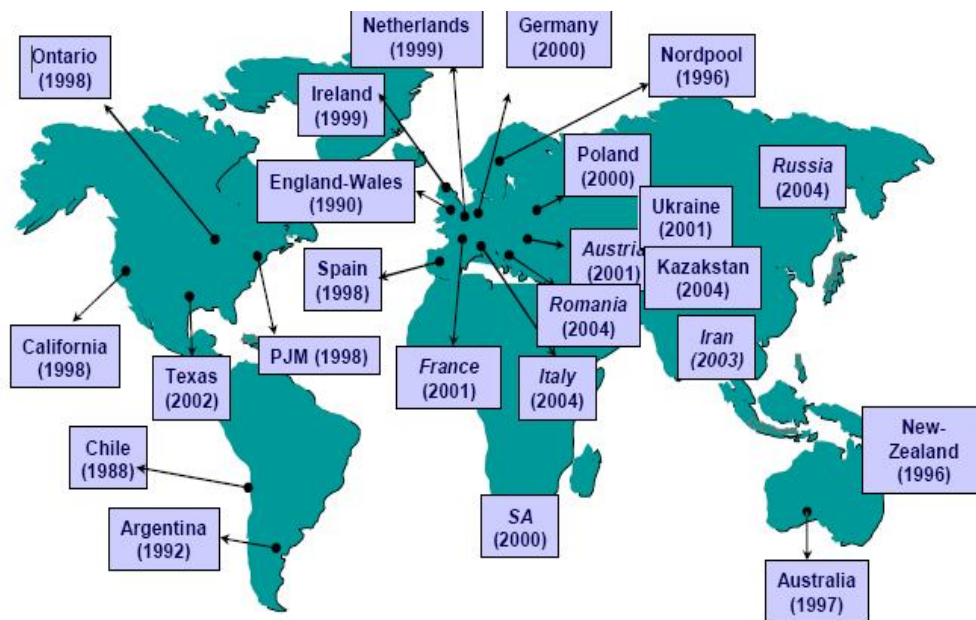 Netherlands
(1999)
Germany
(2000)
Ontario
(1998)
Nordpool
(1996)
Ireland
(1999)
Poland
(2000)
Russia
(2004)
England-Wales
(1990)
Ukraine
(2001)
Austria
(2001)
Kazakstan
(2004)
Spain
(1998)
Romania
(2004)
Iran
(2003)
California
(1998)
Texas
(2002)
PJM (1998)
France
(2001)
Italy
(2004)
New-
Zealand
(1996)
Chile
(1988)
Argentina
(1992)
SA
(2000)
Australia
(1997)